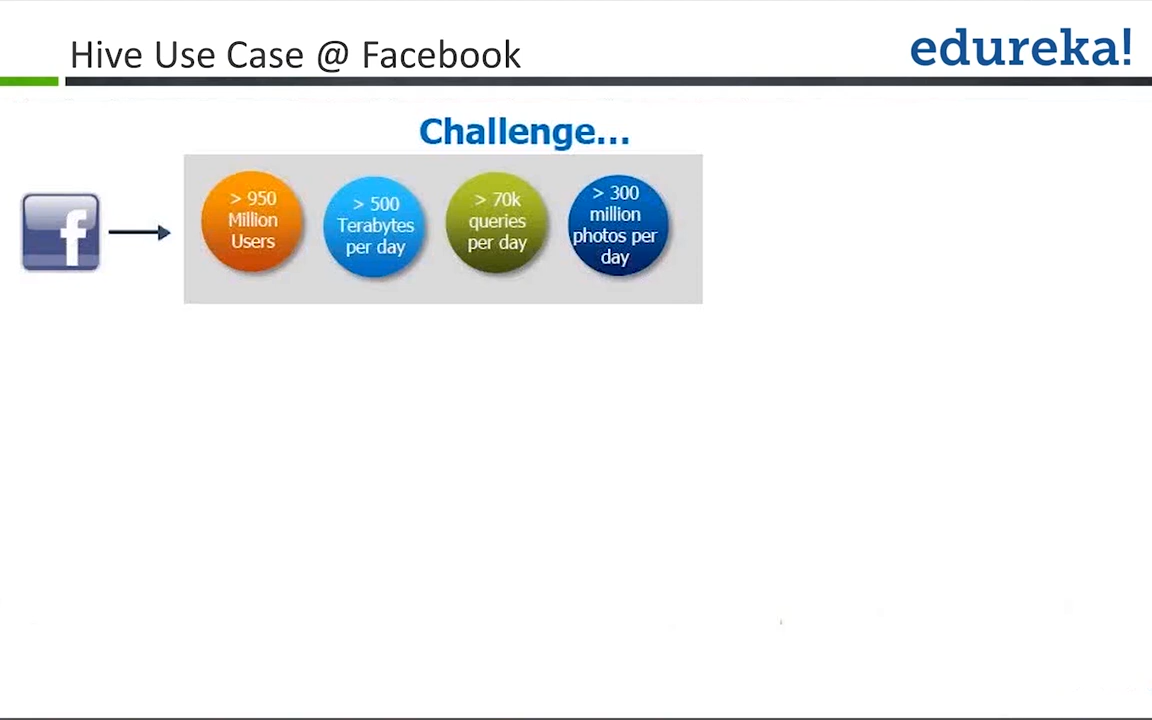 Hive Use Case @ Facebook
edureka!
Challenge...
f
> 950
Million
Users
> 500
Terabytes
per day
> 70k
queries
per day
> 300
million
photos per
day